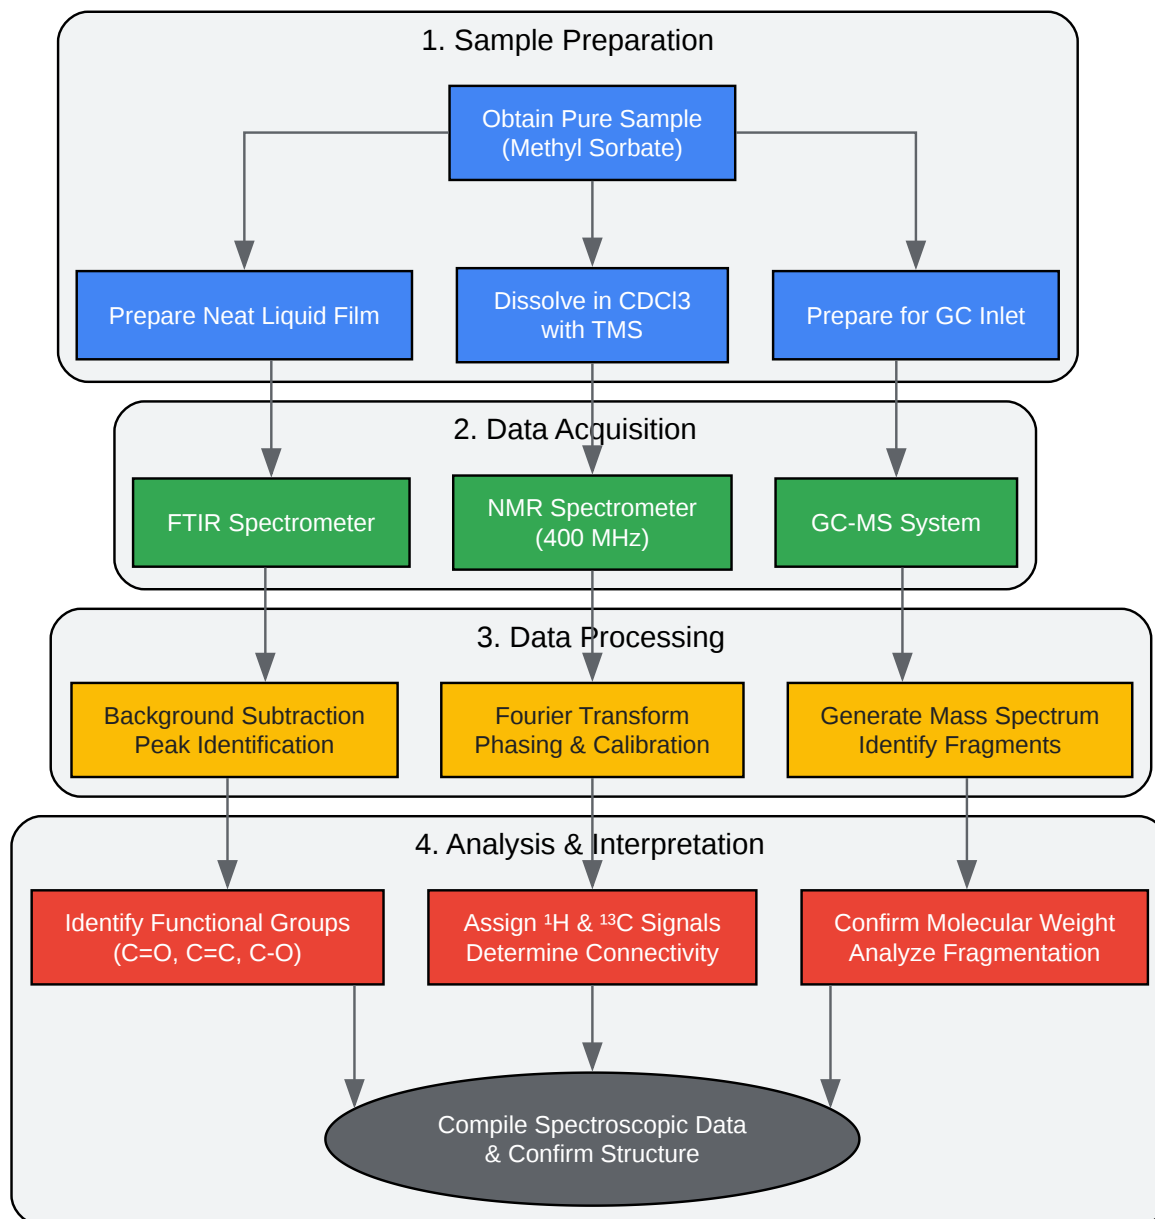 1. Sample Preparation
Obtain Pure Sample
(Methyl Sorbate)
Prepare Neat Liquid Film
Dissolve in CDCl3
with TMS
Prepare for GC Inlet
2. Data Acquisition
FTIR Spectrometer
NMR Spectrometer
(400 MHz)
GC-MS System
3. Data Processing
Background Subtraction
Peak Identification
Fourier Transform
Phasing & Calibration
Generate Mass Spectrum
Identify Fragments
4. Analysis & Interpretation
Identify Functional Groups
(C=O, C=C, C-O)
Assign ¹H & ¹³C Signals
Determine Connectivity
Confirm Molecular Weight
Analyze Fragmentation
Compile Spectroscopic Data
& Confirm Structure